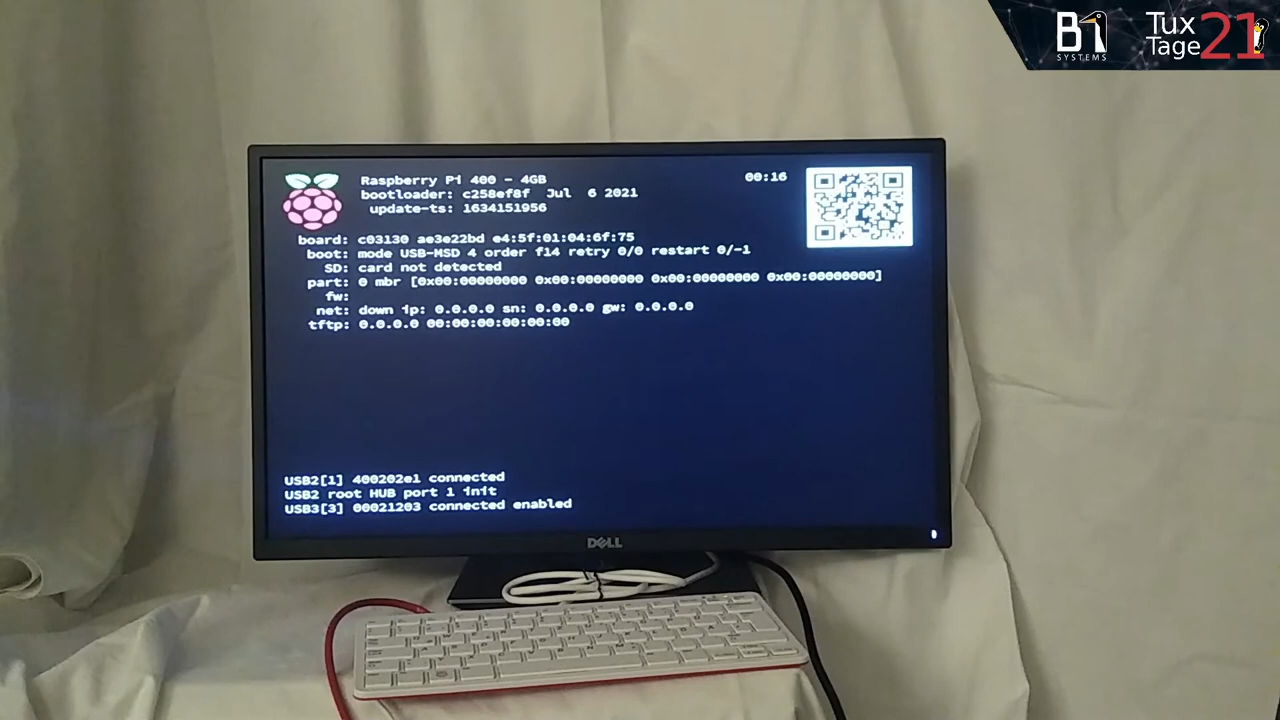 B1
SYSTEMS
Tux
Tage 21
Raspberry Pi 400 - 4GB
00:16
bootloader: c258ef8f Jul 6 2021
update-ts: 1634151956
board: c03130 ae3e22bd e4:5f:01:04:6f:75
boot: mode USB-MSD 4 order f14 retry 0/0 restart 0/-1
SD: card not detected
part: 0 mbr [0x00:00000000 0x00:00000000 0x00:00000000 0x00:00000000]
fw:
net: down ip: 0.0.0.0 sn: 0.0.0.0 gw: 0.0.0.0
tftp: 0.0.0.0 00:00:00:00:00:00
USB2[1] 400202e1 connected
USB2 root HUB port 1 init
USB3[3] 00021203 connected enabled
DELL